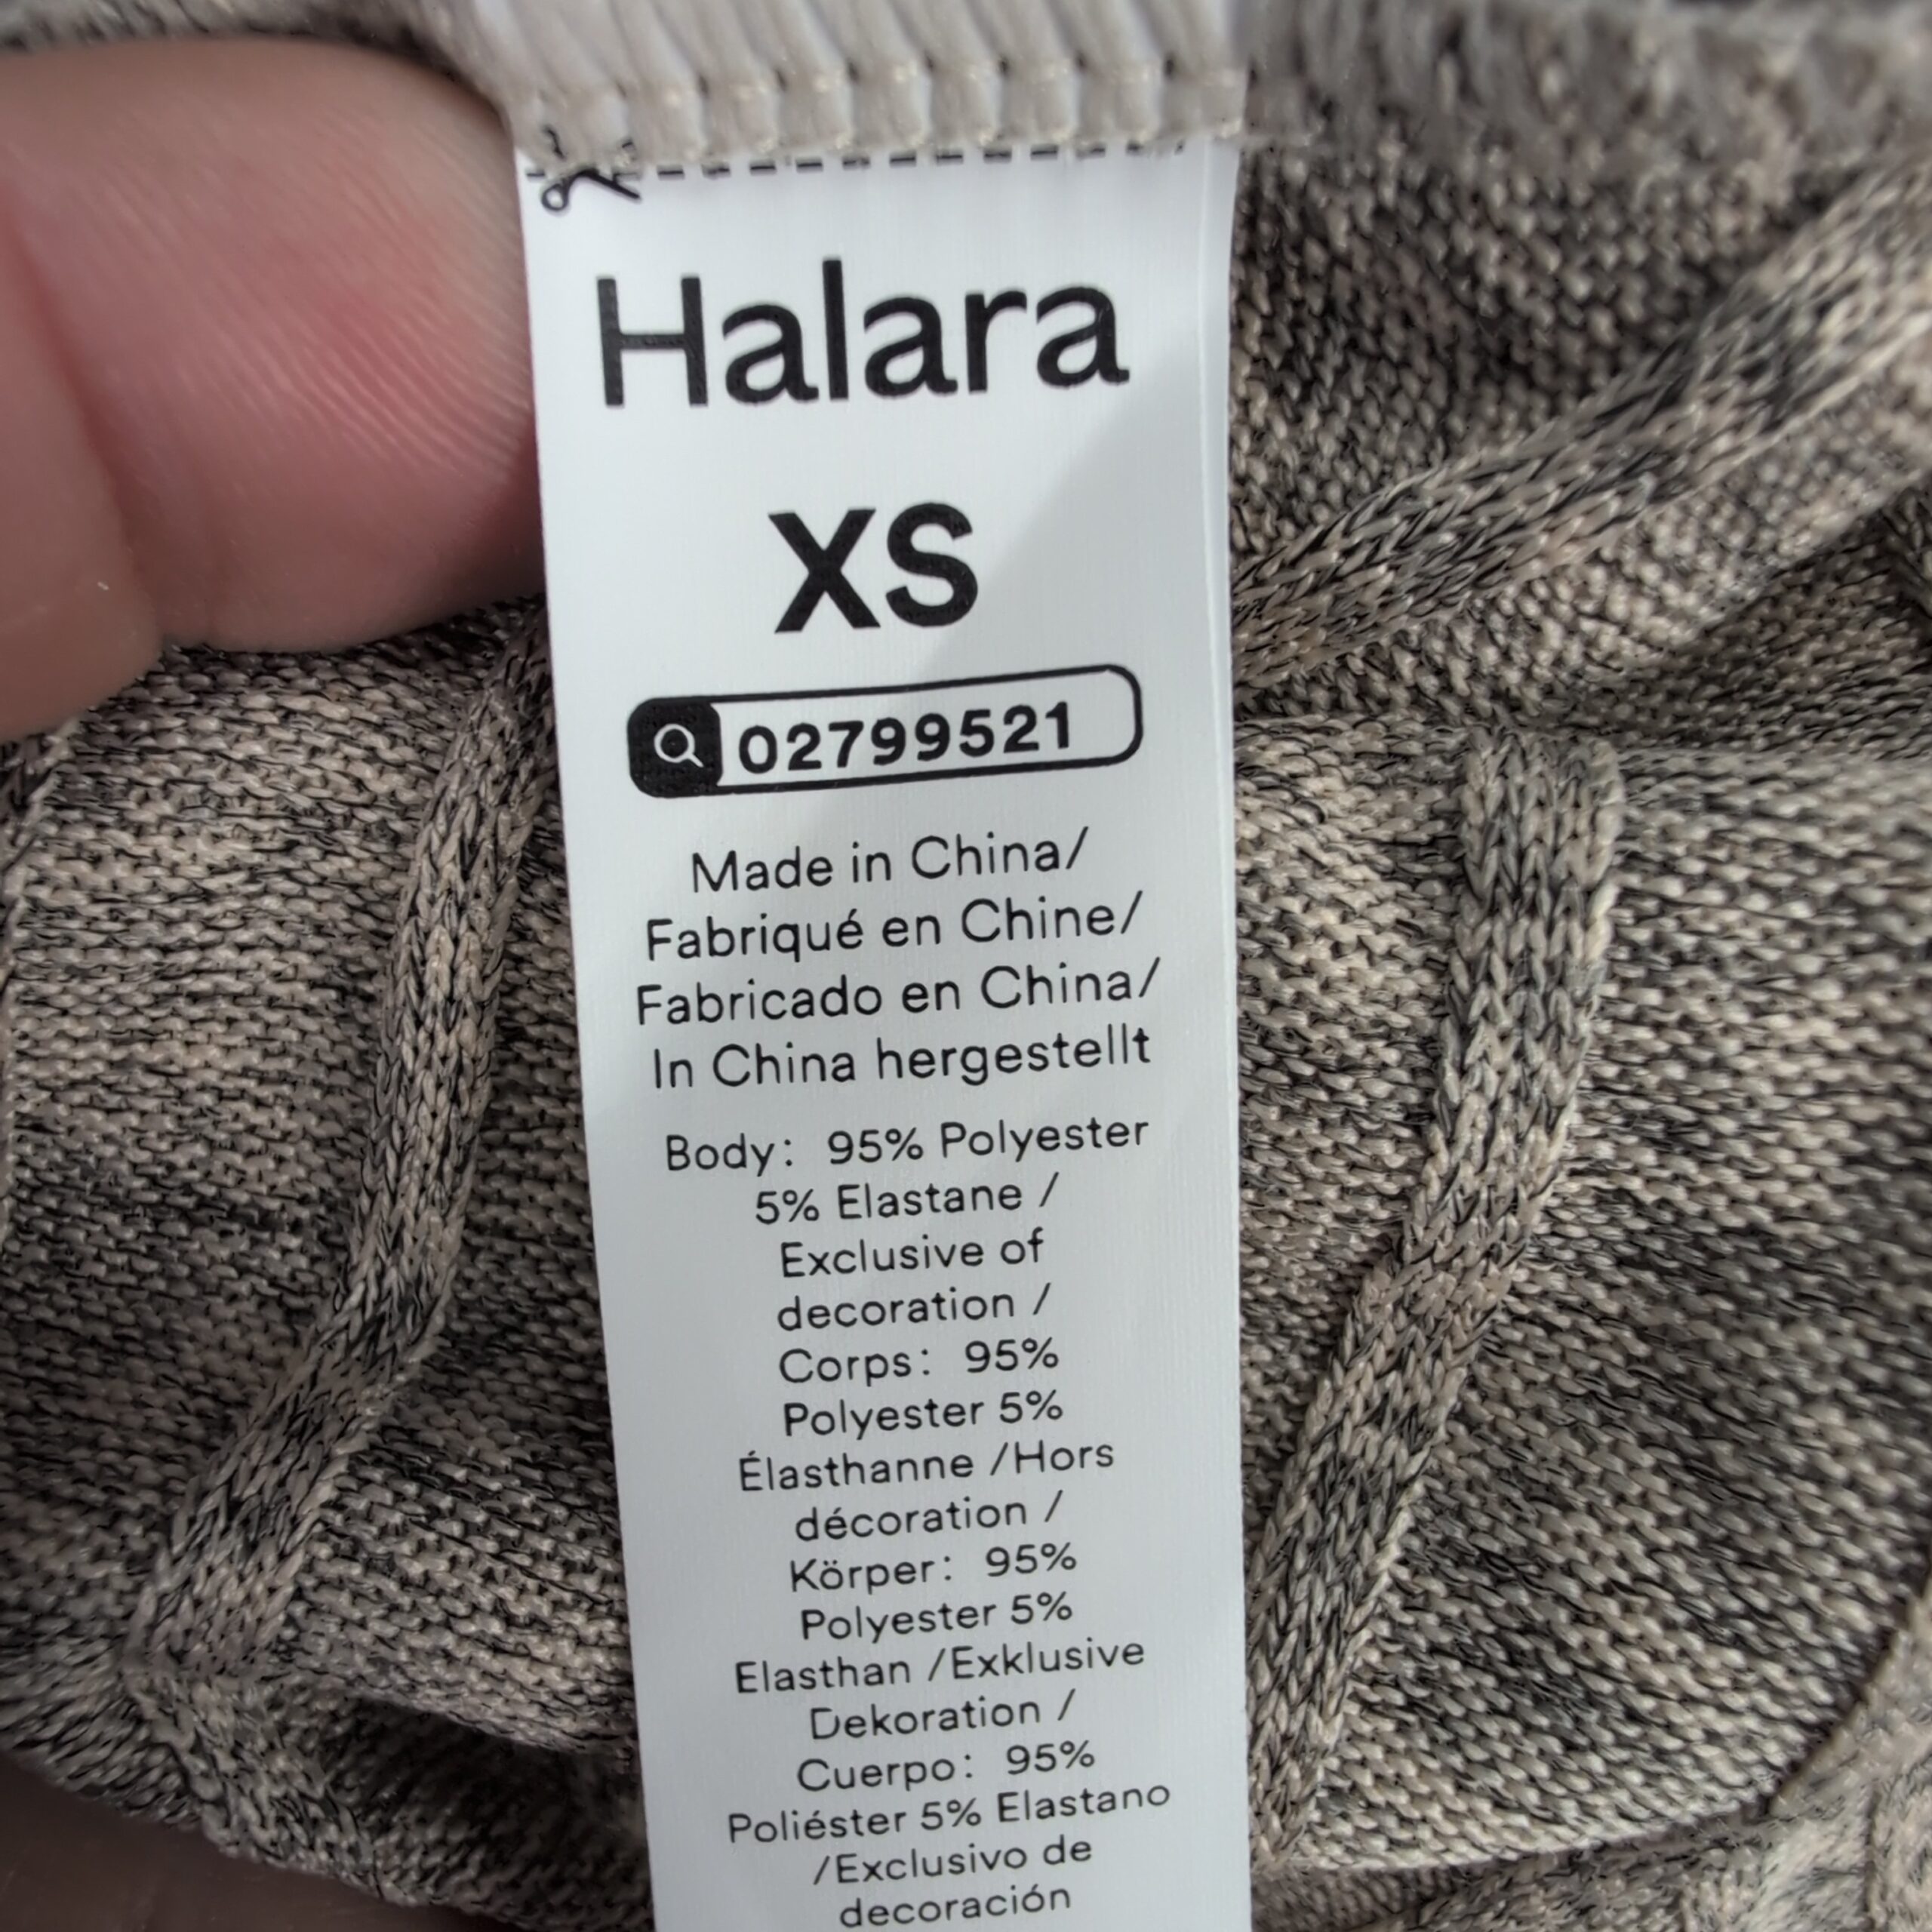 Halara
XS
02799521
Made in China/
Fabriqué en Chine/
Fabricado en China/
In China hergestellt
Body: 95% Polyester
5% Elastane /
Exclusive of
decoration /
Corps: 95%
Polyester 5%
Élasthanne /Hors
décoration /
Körper: 95%
Polyester 5%
Elasthan /Exklusive
Dekoration /
Cuerpo: 95%
Poliéster 5% Elastano
/Exclusivo de
decoración